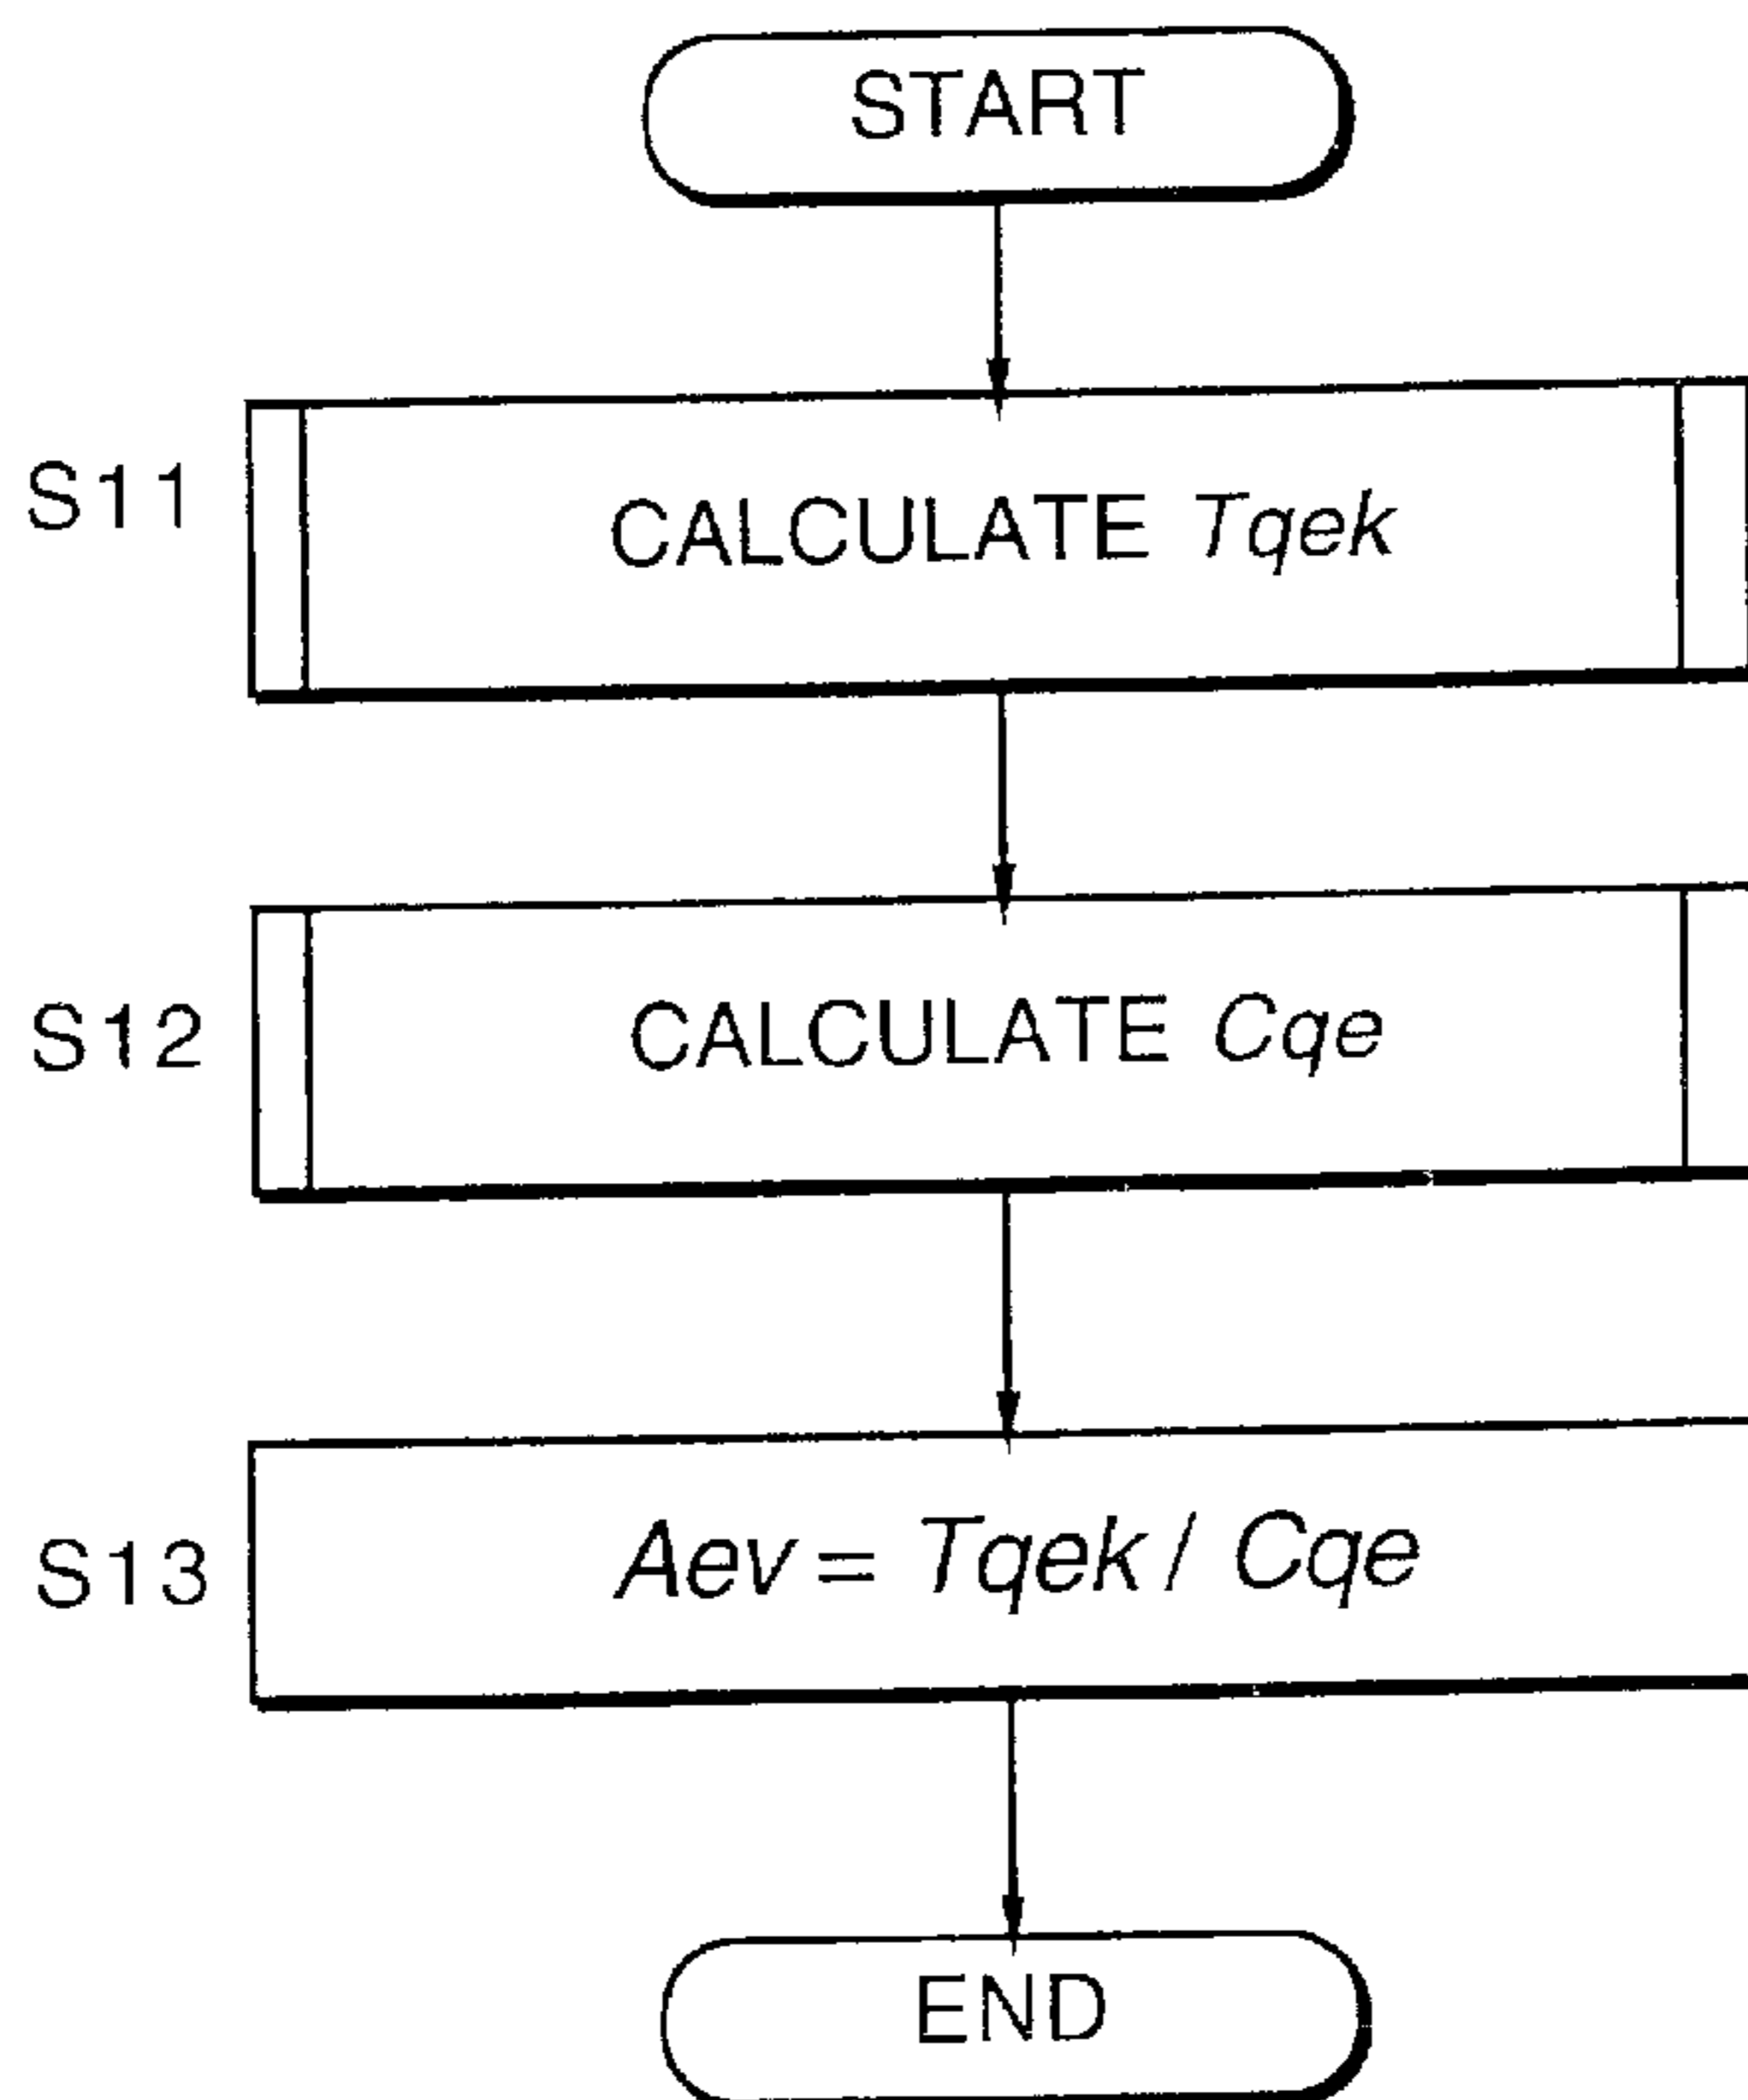 START
S11 CALCULATE Tqek
S12 CALCULATE Cqe
S13 Aev = Tqek / Cqe
END